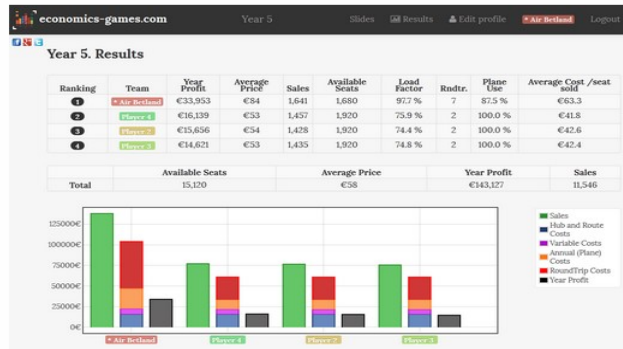 economics-games.com Year 5 Slides Results Edit profile * Air Betland Logout
Year 5. Results
Ranking Team Year Profit Average Price Sales Available Seats Load Factor Rndtr. Plane Use Average Cost /seat sold
1 * Air Betland €33,953 €84 1,641 1,680 97.7 % 7 87.5 % €63.3
2 Player 4 €16,139 €53 1,457 1,920 75.9 % 2 100.0 % €41.8
3 Player 2 €15,656 €54 1,428 1,920 74.4 % 2 100.0 % €42.6
4 Player 3 €14,621 €53 1,435 1,920 74.8 % 2 100.0 % €42.4
Available Seats Average Price Year Profit Sales
Total 15,120 €58 €143,127 11,546
125000€
100000€
75000€
50000€
25000€
0€
* Air Betland Player 4 Player 2 Player 3
Sales
Hub and Route
Costs
Variable Costs
Annual (Plane)
Costs
RoundTrip Costs
Year Profit